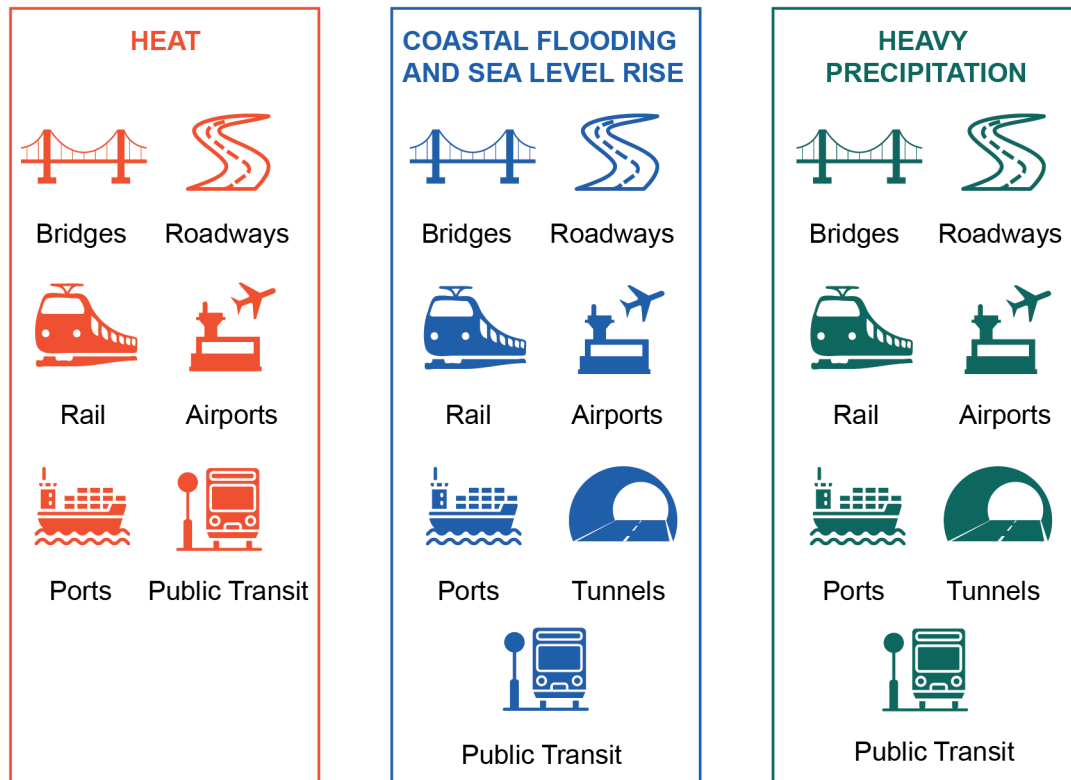 HEAT
Bridges
Roadways
Rail
Airports
Ports
Public Transit
COASTAL FLOODING
AND SEA LEVEL RISE
Bridges
Roadways
Rail
Airports
Ports
Tunnels
Public Transit
HEAVY
PRECIPITATION
Bridges
Roadways
Rail
Airports
Ports
Tunnels
Public Transit